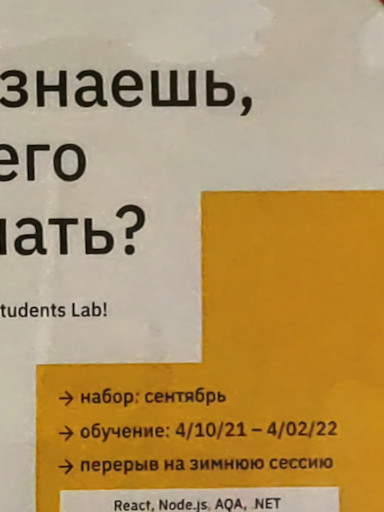 знаешь,
его
ать?
tudents Lab!
→ набор: сентябрь
→ обучение: 4/10/21 – 4/02/22
→ перерыв на зимнюю сессию
React, Node.js, AQA, .NET